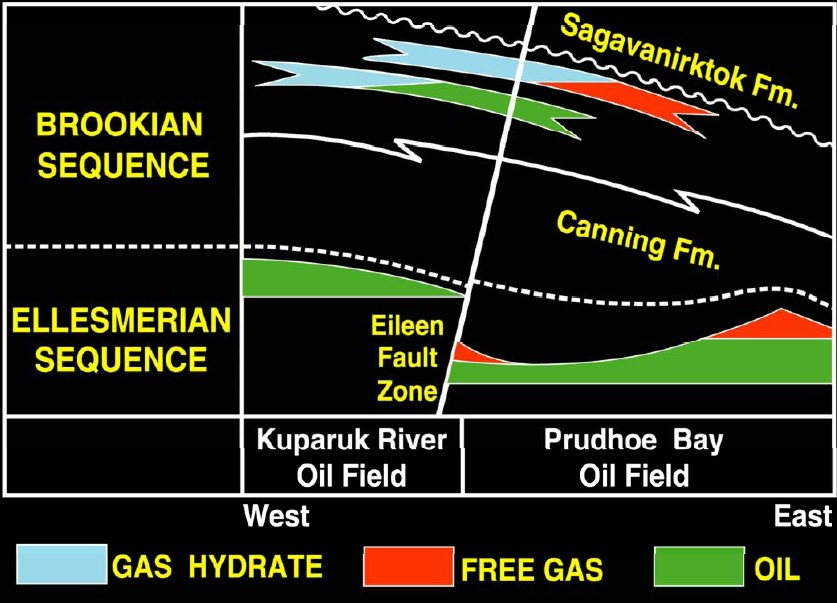 Sagavanirktok Fm.
BROOKIAN
SEQUENCE
Canning Fm.
ELLESMERIAN
SEQUENCE
Eileen
Fault
Zone
Kuparuk River
Oil Field
Prudhoe Bay
Oil Field
West
East
GAS HYDRATE
FREE GAS
OIL